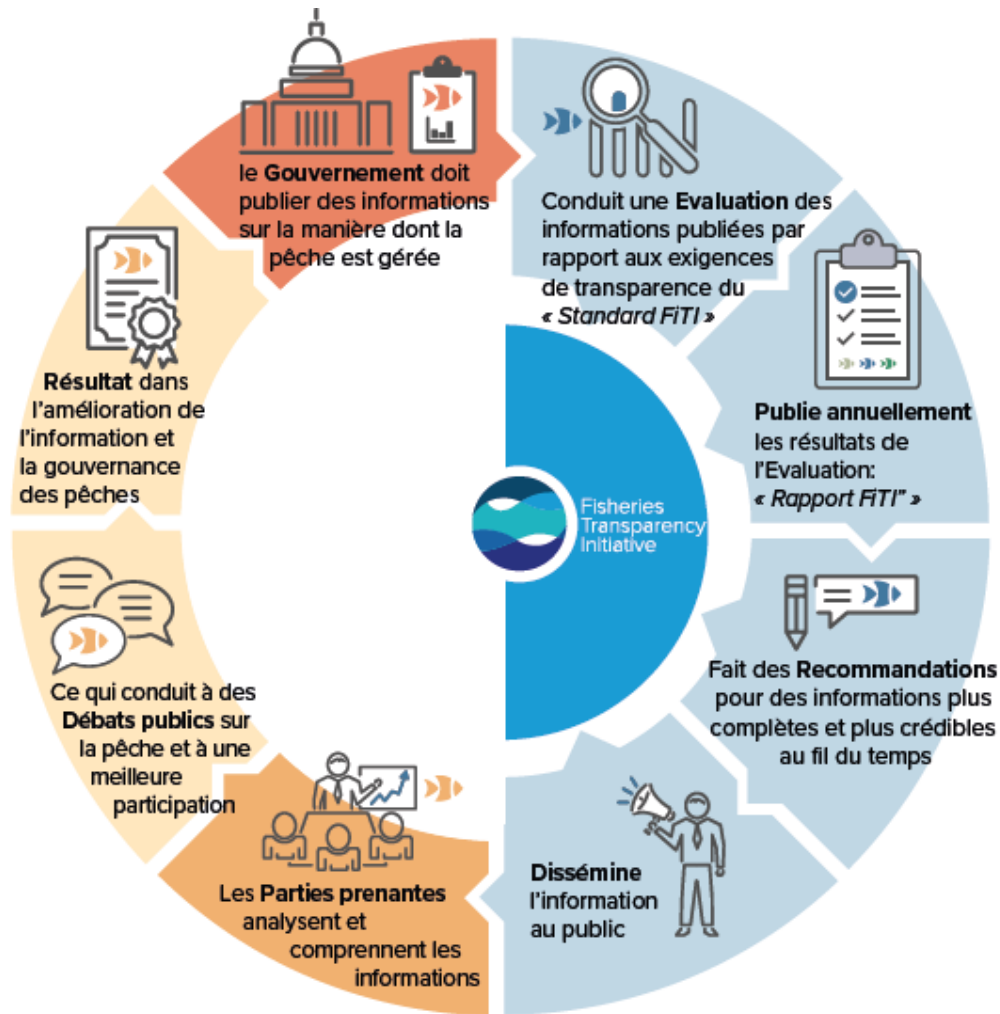 le Gouvernement doit
publier des informations
sur la manière dont la
pêche est gérée
Conduit une Evaluation des
informations publiées par
rapport aux exigences
de transparence du
« Standard FiTI »
Publie annuellement
les résultats de
l'Evaluation:
« Rapport FiTI" »
Fait des Recommandations
pour des informations plus
complètes et plus crédibles
au fil du temps
Dissémine
l'information
au public
Les Parties prenantes
analysent et
comprennent les
informations
Ce qui conduit à des
Débats publics sur
la pêche et à une
meilleure
participation
Résultat dans
l'amélioration de
l'information et
la gouvernance
des pêches
Fisheries
Transparency
Initiative